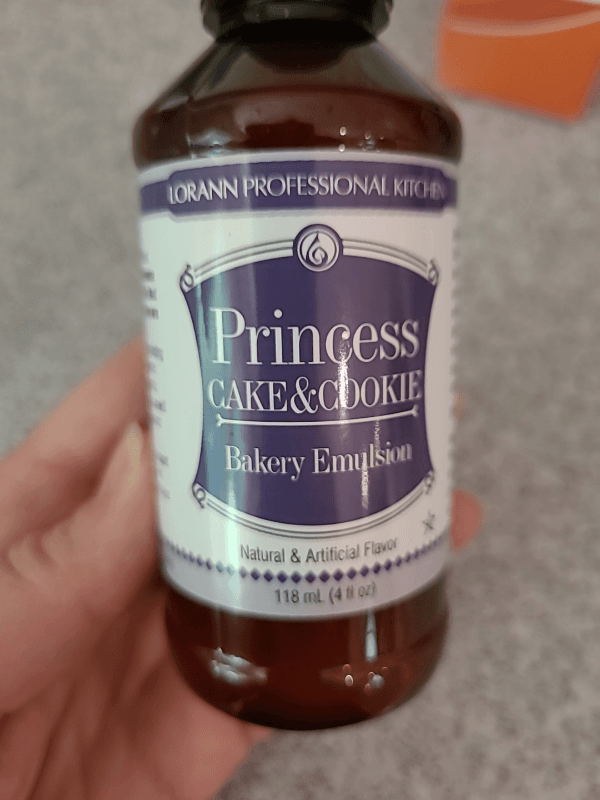 LORANN PROFESSIONAL KITCHEN
Princess
CAKE&COOKIE
Bakery Emulsion
Natural & Artificial Flavor
118 mL (4 fl oz)